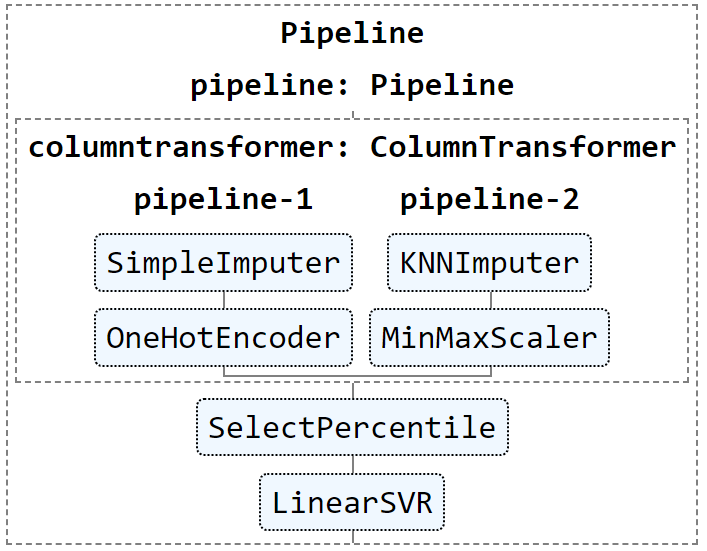 Pipeline
pipeline: Pipeline
columntransformer: ColumnTransformer
pipeline-1 pipeline-2
SimpleImputer KNNImputer
OneHotEncoder MinMaxScaler
SelectPercentile
LinearSVR